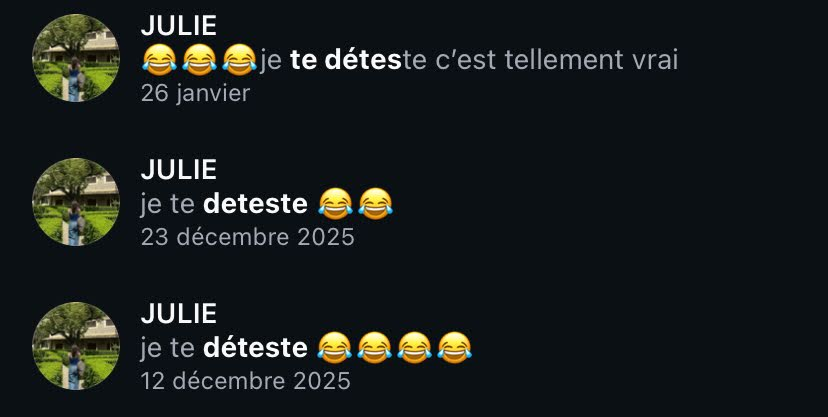 JULIE
😂😂😂je te déteste c’est tellement vrai
26 janvier
JULIE
je te deteste 😂😂
23 décembre 2025
JULIE
je te déteste 😂😂😂😂
12 décembre 2025